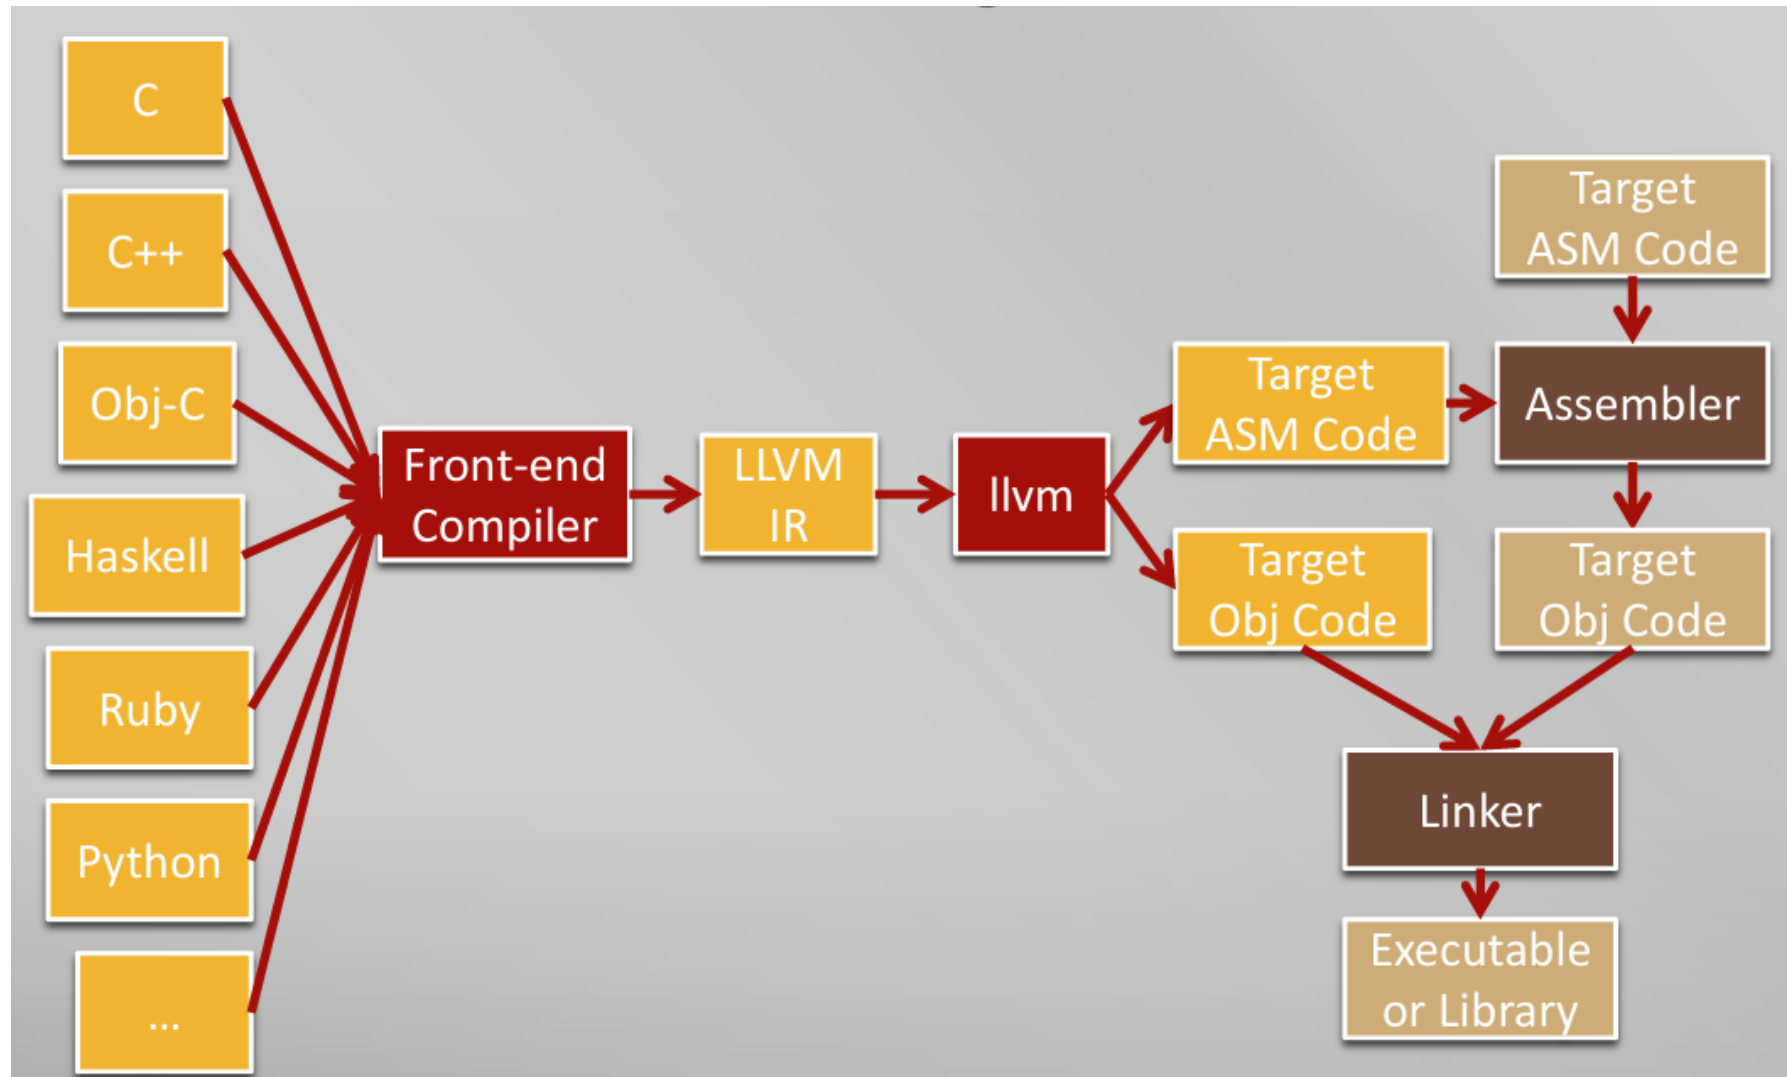 C
C++
Obj-C
Haskell
Ruby
Python
...
Front-end
Compiler
LLVM
IR
llvm
Target
ASM Code
Target
Obj Code
Target
ASM Code
Assembler
Target
Obj Code
Linker
Executable
or Library